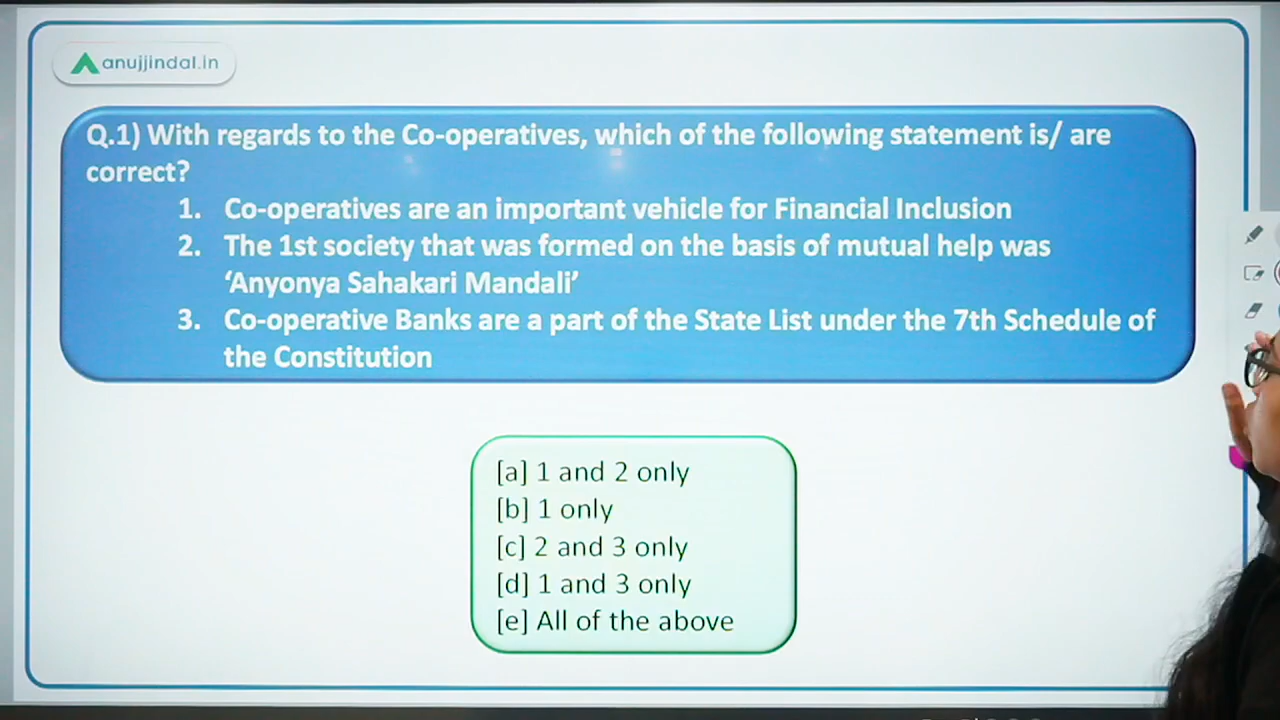 anujjindal.in
Q.1) With regards to the Co-operatives, which of the following statement is/ are
correct?
1. Co-operatives are an important vehicle for Financial Inclusion
2. The 1st society that was formed on the basis of mutual help was
‘Anyonya Sahakari Mandali’
3. Co-operative Banks are a part of the State List under the 7th Schedule of
the Constitution
[a] 1 and 2 only
[b] 1 only
[c] 2 and 3 only
[d] 1 and 3 only
[e] All of the above